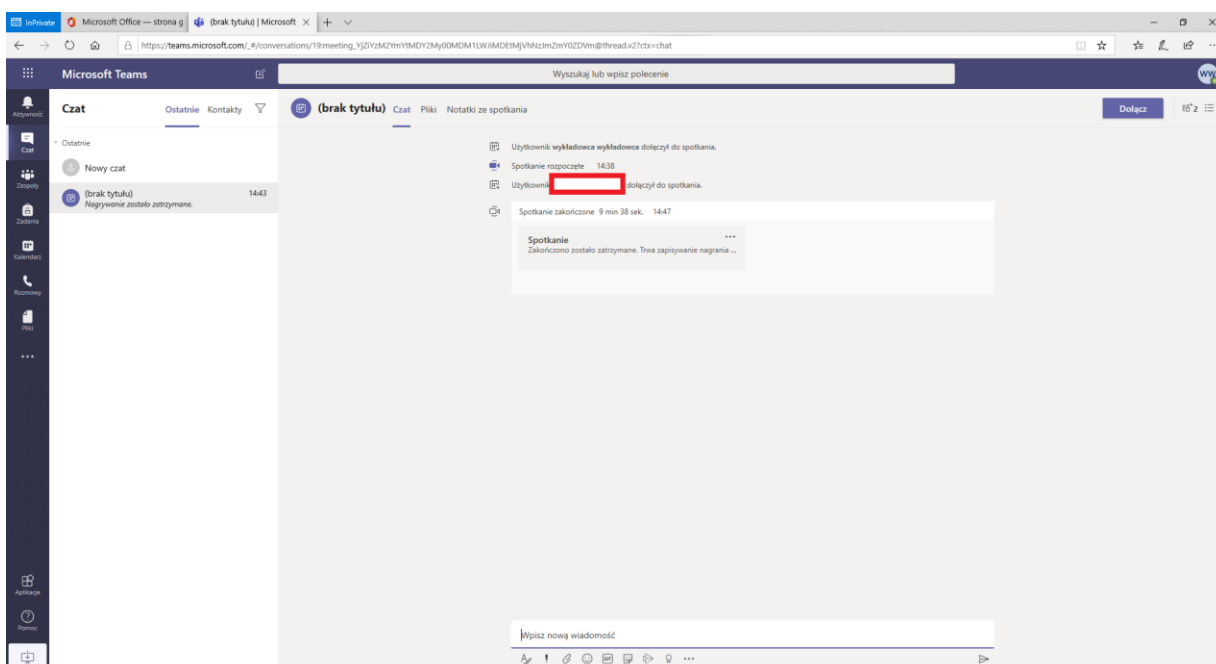 InPrivate
Microsoft Office — strona g
(brak tytułu) | Microsoft
https://teams.microsoft.com/_#/conversations/19:meeting_YjZiYzM2YmYtMDY2My00MDM1LWJiMDEtMjVhNzJmZmY0ZDVm@thread.v2?ctx=chat
Microsoft Teams
Wyszukaj lub wpisz polecenie
WW
Aktywność
Czat
Zespoły
Zadania
Kalendarz
Rozmowy
Pliki
Aplikacje
Pomoc
Czat Ostatnie Kontakty
Ostatnie
Nowy czat
(brak tytułu) 14:43
Nagrywanie zostało zatrzymane.
(brak tytułu) Czat Pliki Notatki ze spotkania
Dołącz
2
Użytkownik wykładowca wykładowca dołączył do spotkania.
Spotkanie rozpoczęte 14:38
Użytkownik dołączył do spotkania.
Spotkanie zakończone 9 min 38 sek. 14:47
Spotkanie
Zakończono zostało zatrzymane. Trwa zapisywanie nagrania ...
Wpisz nową wiadomość
GIF